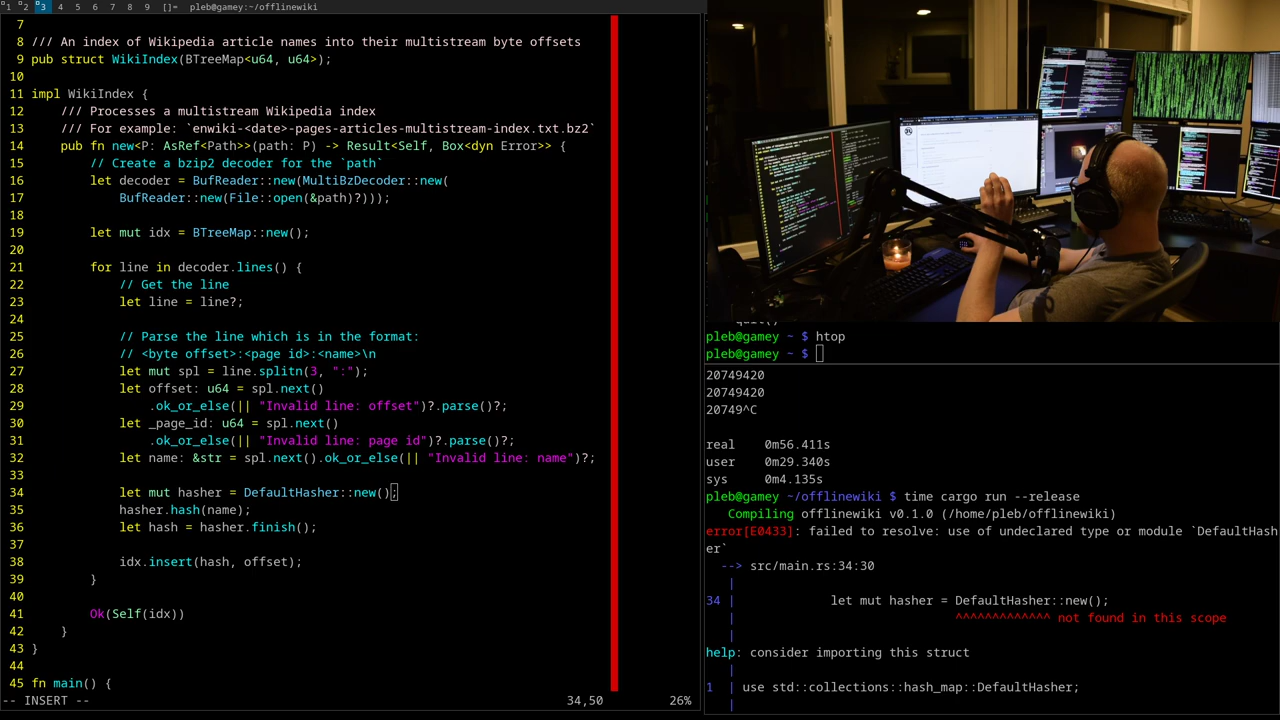 1 2 3 4 5 6 7 8 9 []= pleb@gamey:~/offlinewiki
7
8 /// An index of Wikipedia article names into their multistream byte offsets
9 pub struct WikiIndex(BTreeMap<u64, u64>);
10
11 impl WikiIndex {
12 /// Processes a multistream Wikipedia index
13 /// For example: `enwiki-<date>-pages-articles-multistream-index.txt.bz2`
14 pub fn new<P: AsRef<Path>>(path: P) -> Result<Self, Box<dyn Error>> {
15 // Create a bzip2 decoder for the `path`
16 let decoder = BufReader::new(MultiBzDecoder::new(
17 BufReader::new(File::open(&path)?)));
18
19 let mut idx = BTreeMap::new();
20
21 for line in decoder.lines() {
22 // Get the line
23 let line = line?;
24
25 // Parse the line which is in the format:
26 // <byte offset>:<page id>:<name>\n
27 let mut spl = line.splitn(3, ":");
28 let offset: u64 = spl.next()
29 .ok_or_else(|| "Invalid line: offset")?.parse()?;
30 let _page_id: u64 = spl.next()
31 .ok_or_else(|| "Invalid line: page id")?.parse()?;
32 let name: &str = spl.next().ok_or_else(|| "Invalid line: name")?;
33
34 let mut hasher = DefaultHasher::new();
35 hasher.hash(name);
36 let hash = hasher.finish();
37
38 idx.insert(hash, offset);
39 }
40
41 Ok(Self(idx))
42 }
43 }
44
45 fn main() {
-- INSERT -- 34,50 26%
pleb@gamey ~ $ htop
pleb@gamey ~ $
20749420
20749420
20749^C
real 0m56.411s
user 0m29.340s
sys 0m4.135s
pleb@gamey ~/offlinewiki $ time cargo run --release
Compiling offlinewiki v0.1.0 (/home/pleb/offlinewiki)
error[E0433]: failed to resolve: use of undeclared type or module `DefaultHash
er`
--> src/main.rs:34:30
|
34 | let mut hasher = DefaultHasher::new();
| ^^^^^^^^^^^^^ not found in this scope
|
help: consider importing this struct
|
1 | use std::collections::hash_map::DefaultHasher;
|